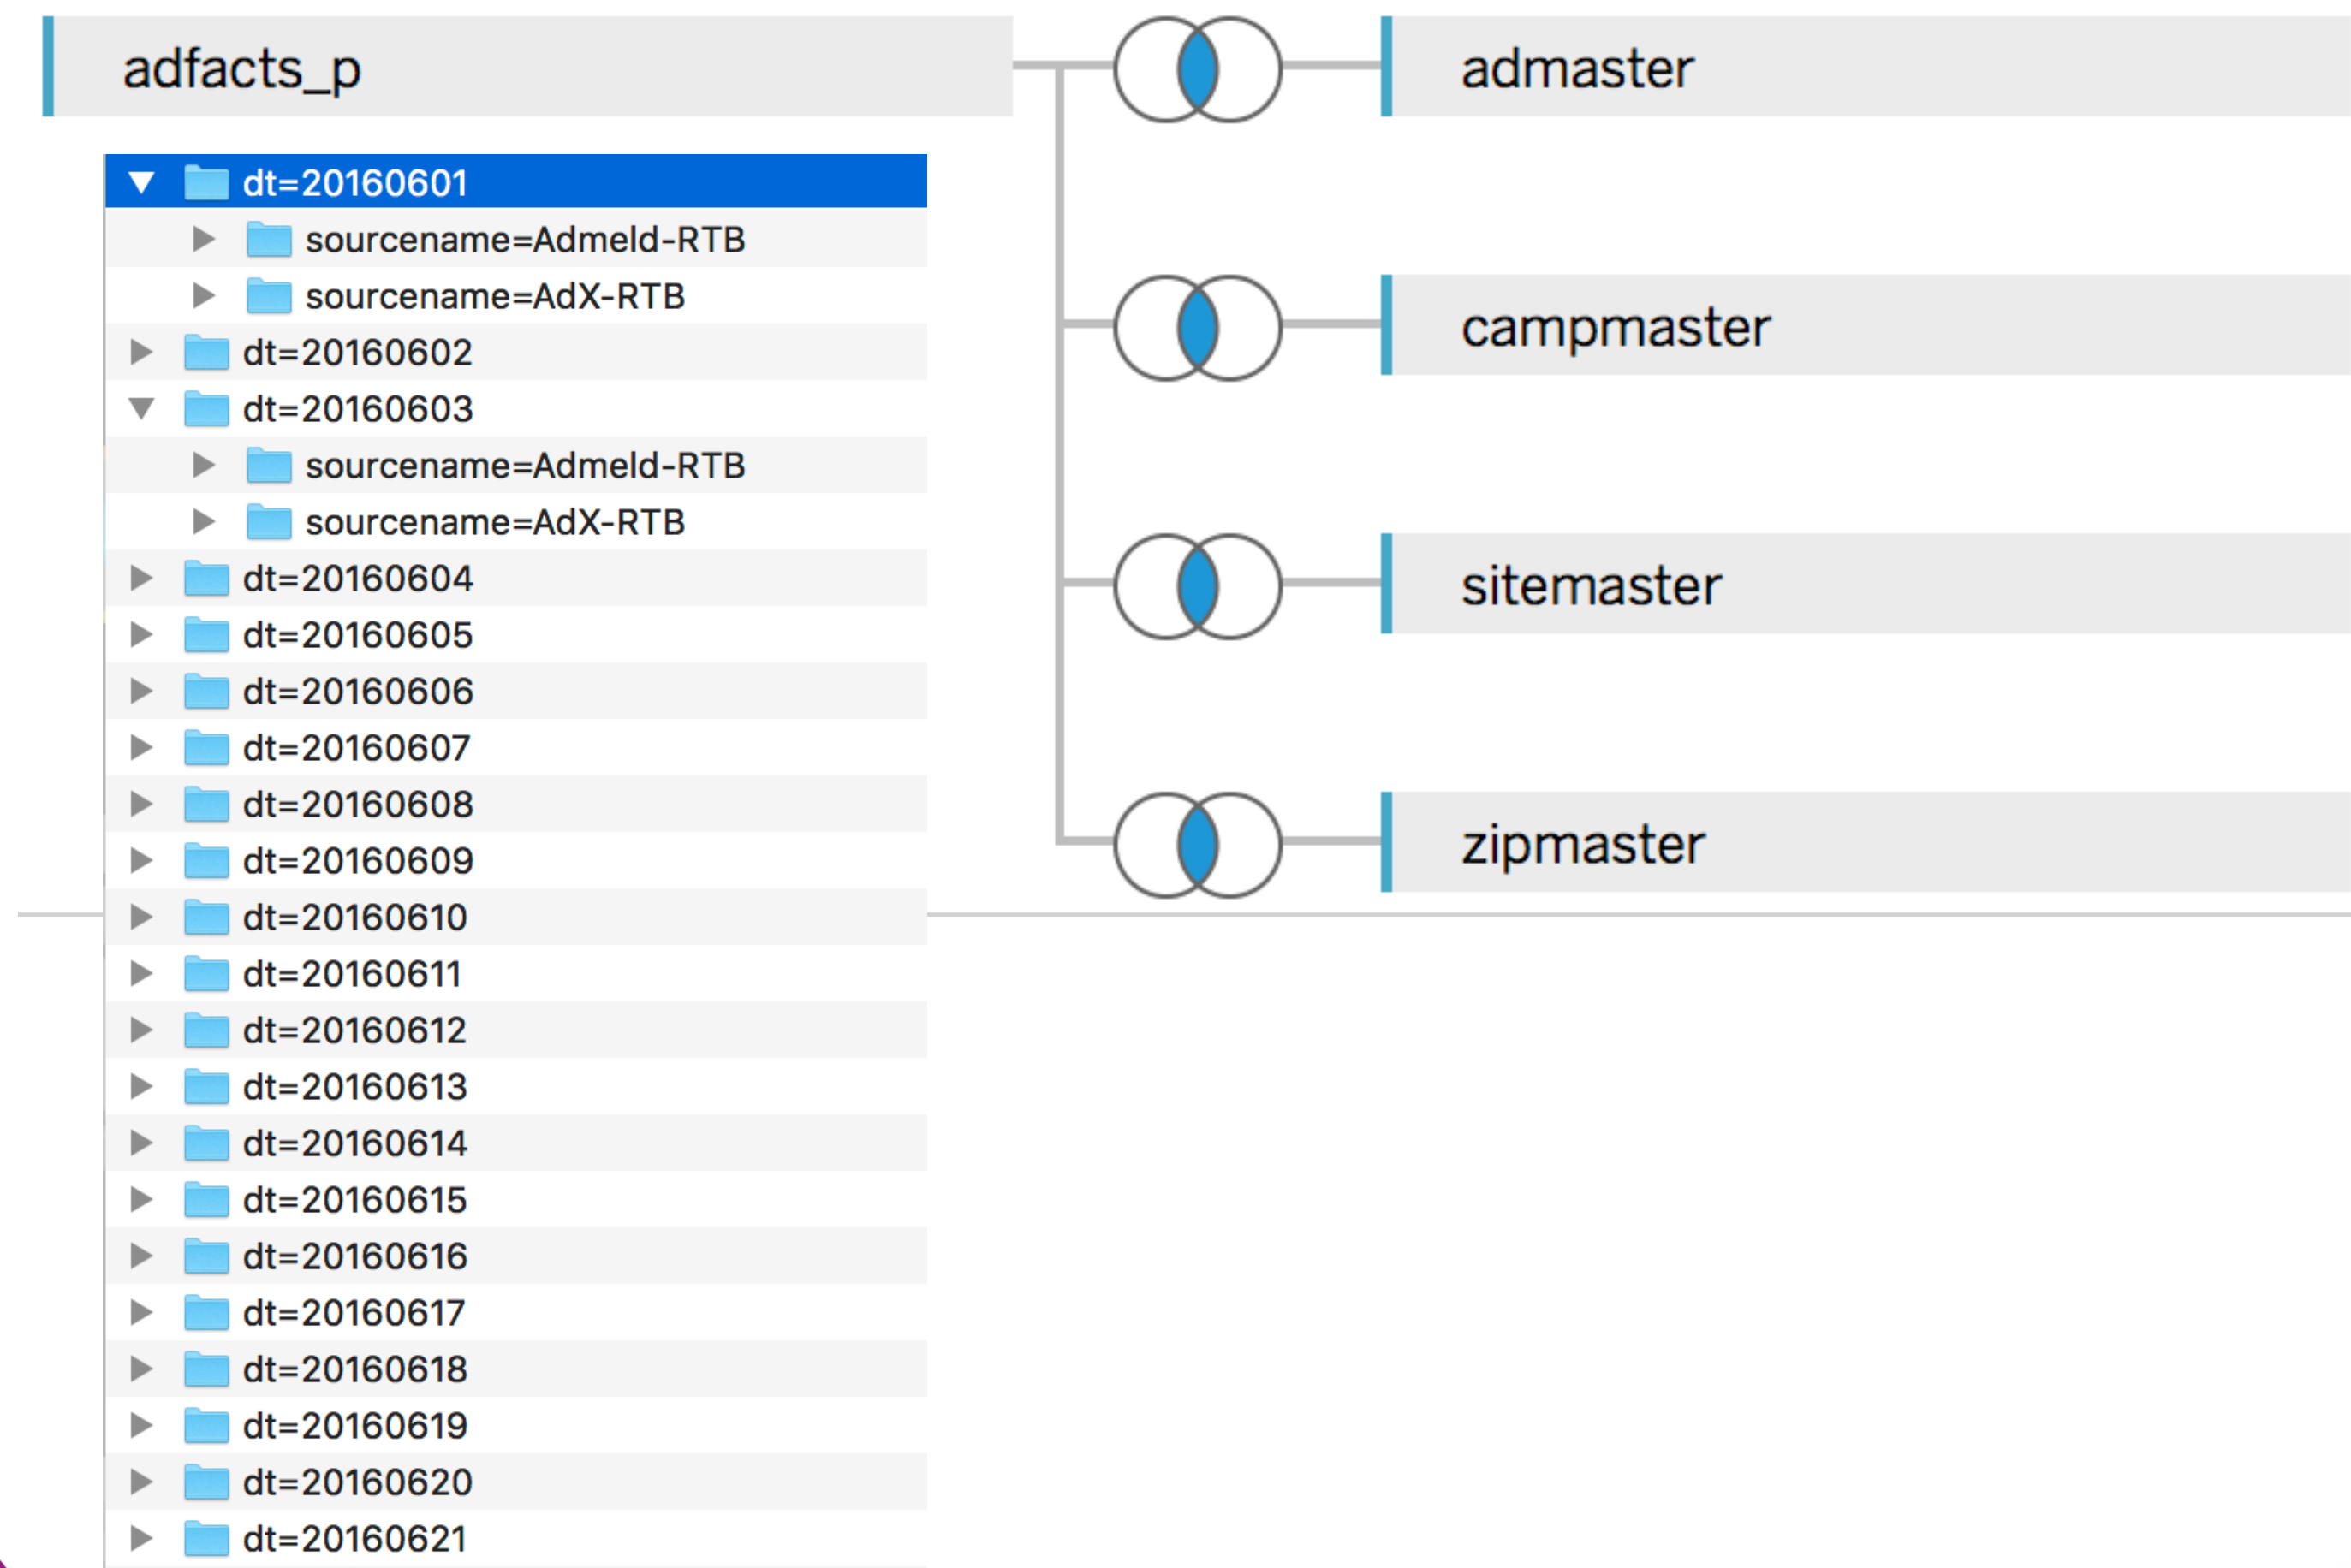 adfacts_p
admaster
dt=20160601
sourcename=AdmeId-RTB
sourcename=AdX-RTB
dt=20160602
campmaster
dt=20160603
sourcename=AdmeId-RTB
sourcename=AdX-RTB
dt=20160604
sitemaster
dt=20160605
dt=20160606
dt=20160607
dt=20160608
zipmaster
dt=20160609
dt=20160610
dt=20160611
dt=20160612
dt=20160613
dt=20160614
dt=20160615
dt=20160616
dt=20160617
dt=20160618
dt=20160619
dt=20160620
dt=20160621